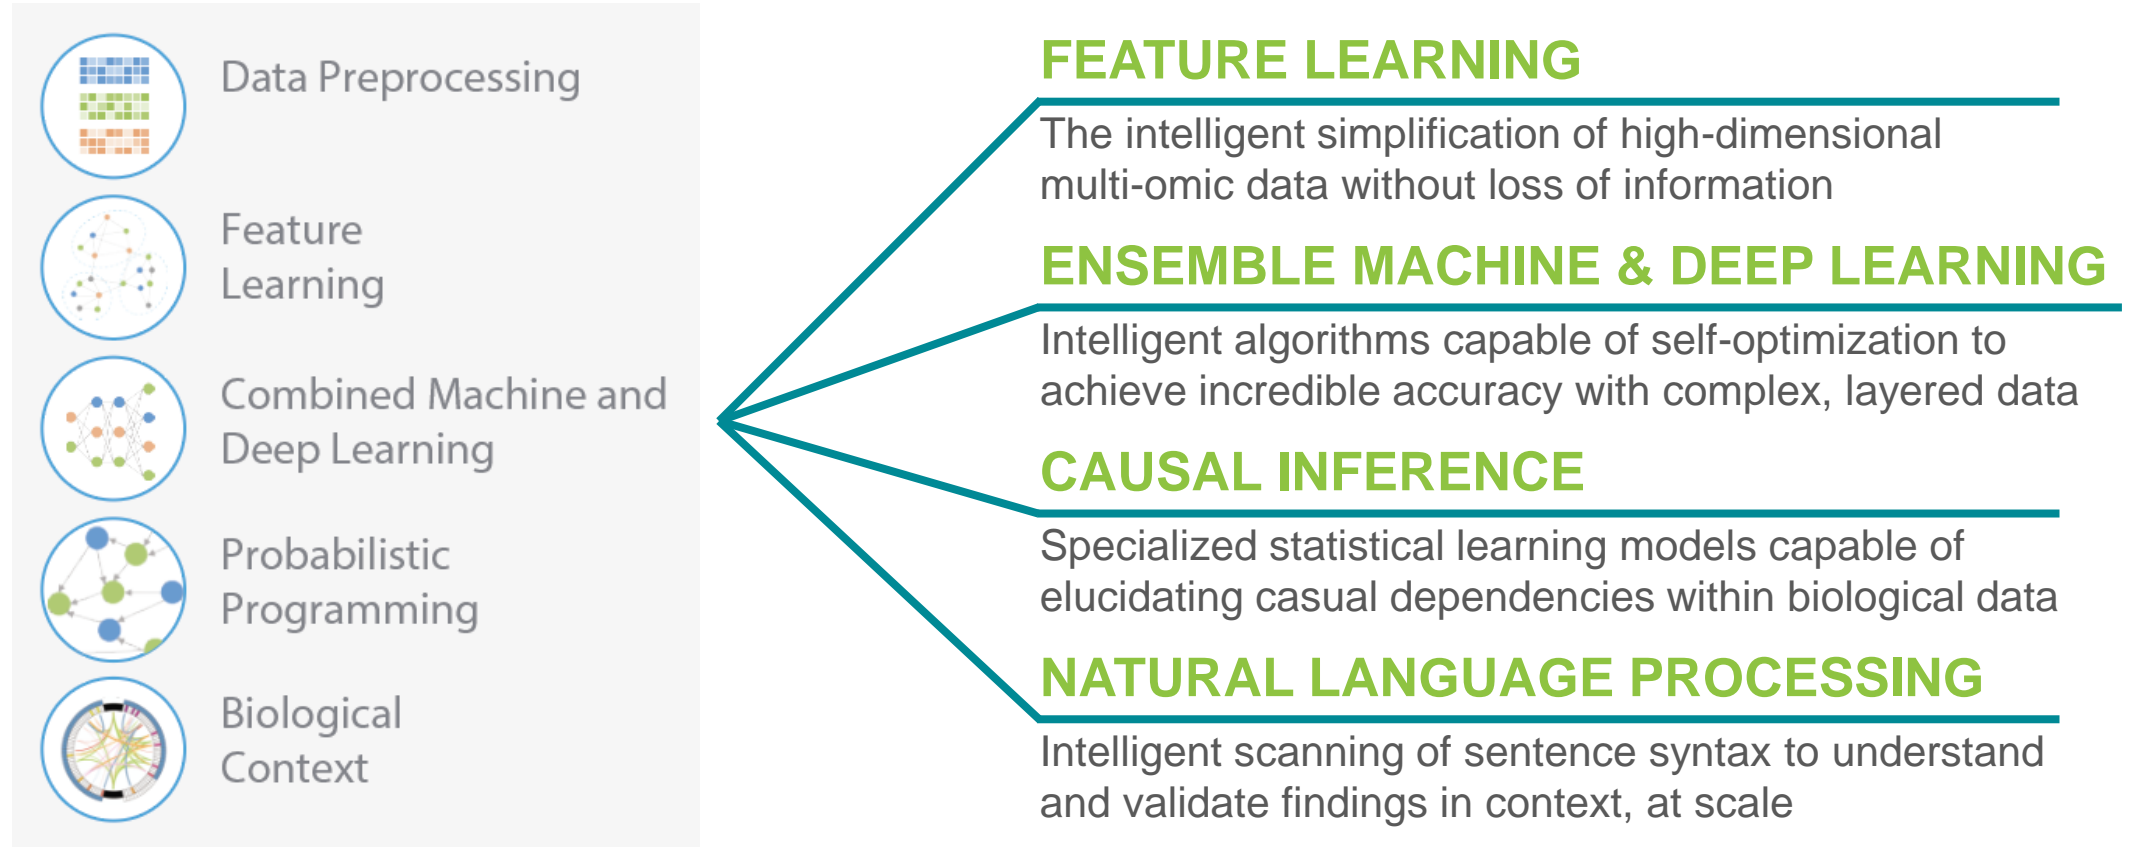 Data Preprocessing
Feature
Learning
Combined Machine and
Deep Learning
Probabilistic
Programming
Biological
Context
FEATURE LEARNING
The intelligent simplification of high-dimensional
multi-omic data without loss of information
ENSEMBLE MACHINE & DEEP LEARNING
Intelligent algorithms capable of self-optimization to
achieve incredible accuracy with complex, layered data
CAUSAL INFERENCE
Specialized statistical learning models capable of
elucidating casual dependencies within biological data
NATURAL LANGUAGE PROCESSING
Intelligent scanning of sentence syntax to understand
and validate findings in context, at scale